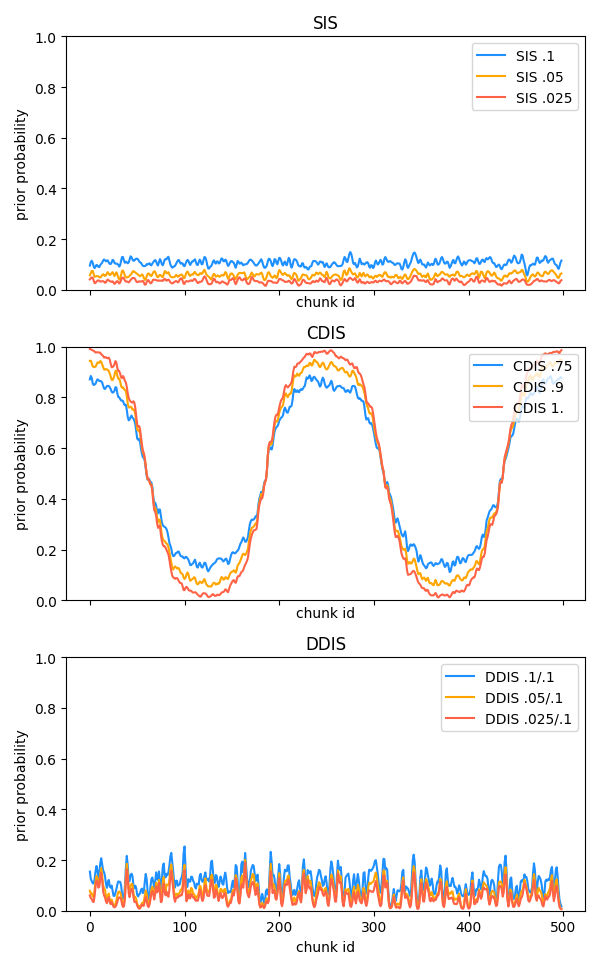 SIS
1.0
0.8
0.6
0.4
0.2
0.0
prior probability
SIS .1
SIS .05
SIS .025
chunk id
CDIS
1.0
0.8
0.6
0.4
0.2
0.0
prior probability
CDIS .75
CDIS .9
CDIS 1.
chunk id
DDIS
1.0
0.8
0.6
0.4
0.2
0.0
prior probability
DDIS .1/.1
DDIS .05/.1
DDIS .025/.1
0 100 200 300 400 500
chunk id